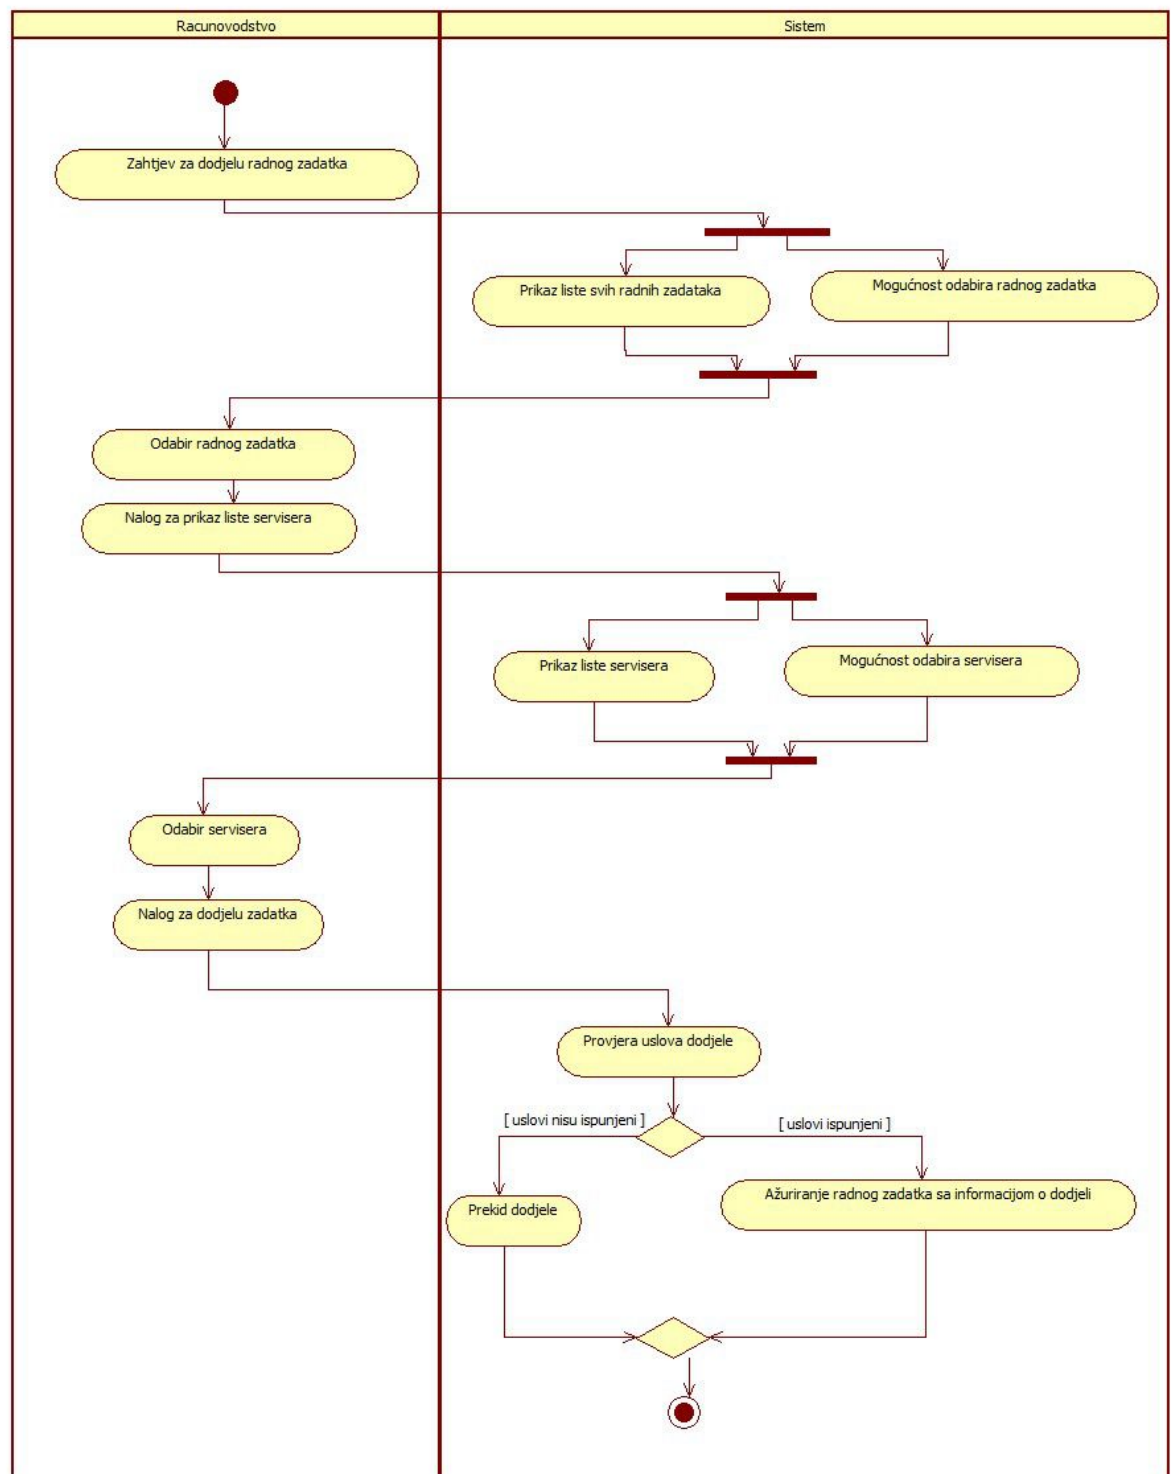 Racunovodstvo
Sistem
Zahtjev za dodjelu radnog zadatka
Prikaz liste svih radnih zadataka
Mogućnost odabira radnog zadatka
Odabir radnog zadatka
Nalog za prikaz liste servisera
Prikaz liste servisera
Mogućnost odabira servisera
Odabir servisera
Nalog za dodjelu zadatka
Provjera uslova dodjele
[ uslovi nisu ispunjeni ]
[ uslovi ispunjeni ]
Prekid dodjele
Ažuriranje radnog zadatka sa informacijom o dodjeli